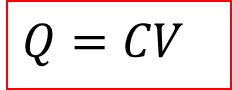 Q = CV